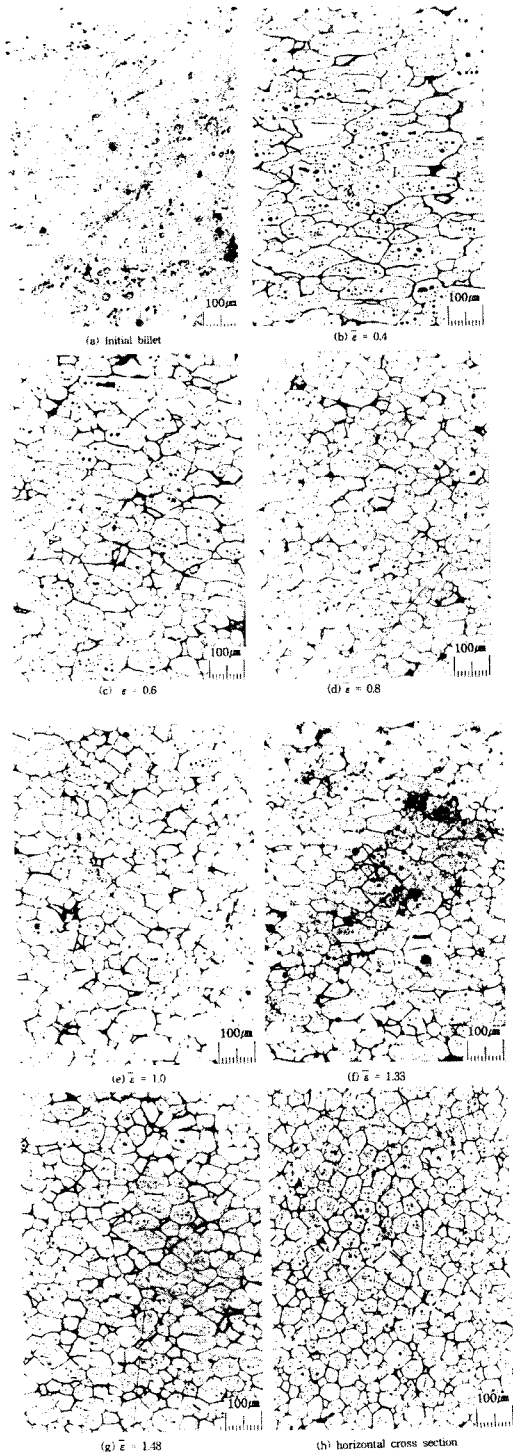 100㎛
100㎛
(a) Initial billet
(b) ε̄ = 0.4
100㎛
100㎛
(c) ε = 0.6
(d) ε̄ = 0.8
100㎛
100㎛
(e) ε̄ = 1.0
(f) ε̄ = 1.33
100㎛
100㎛
(g) ε̄ = 1.48
(h) horizontal cross section